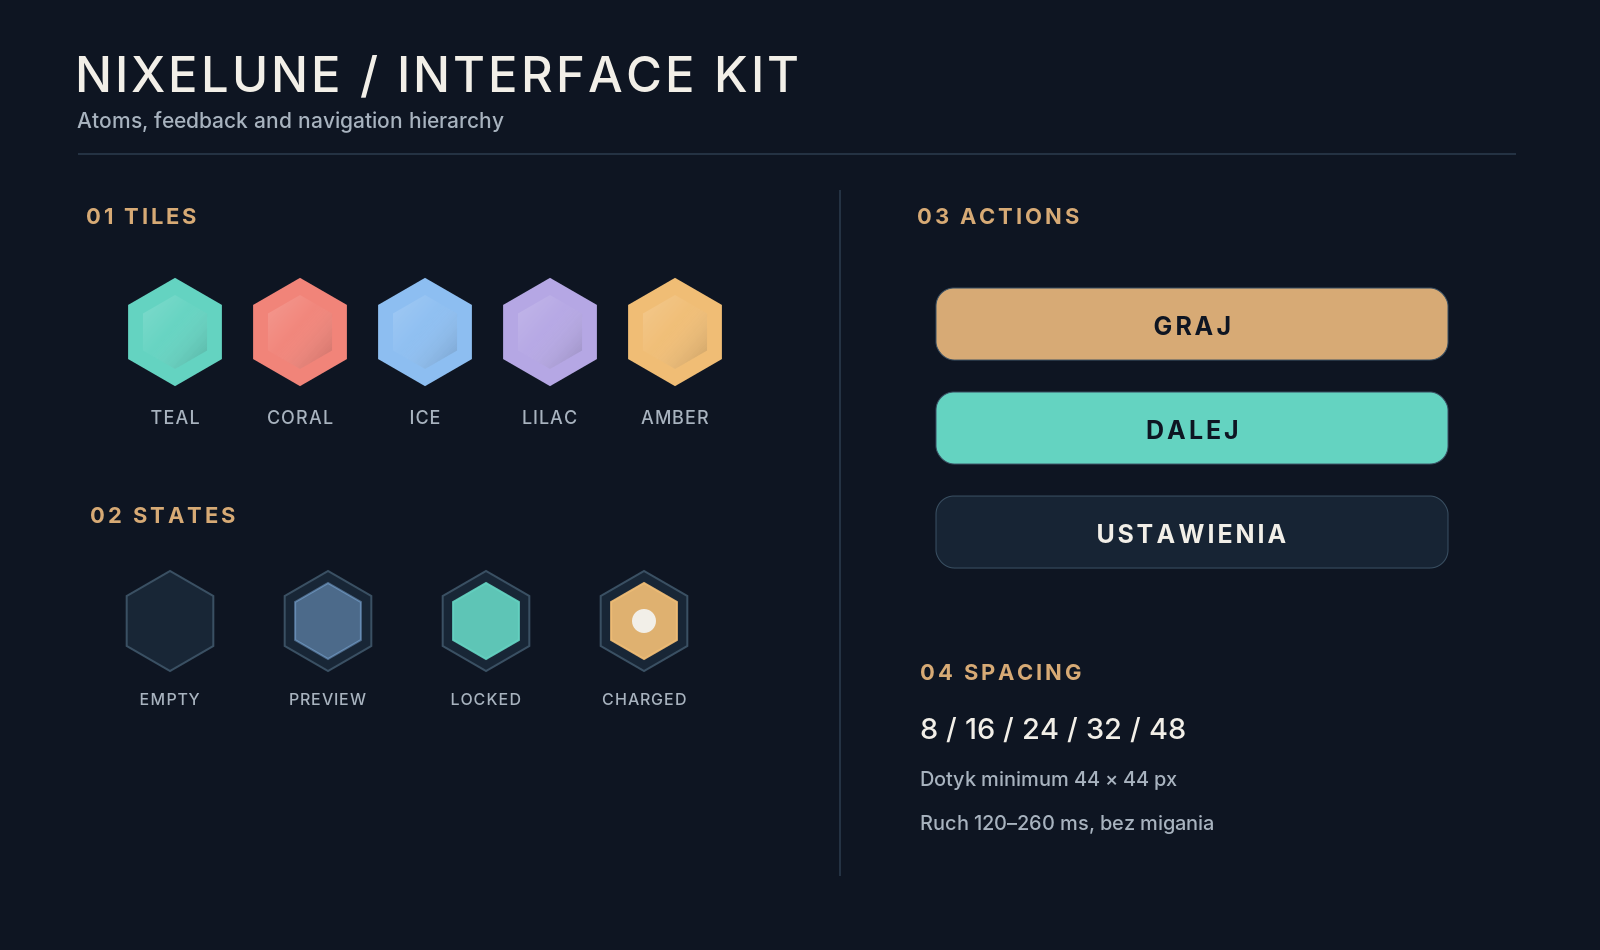 NIXELUNE / INTERFACE KIT
Atoms, feedback and navigation hierarchy
01 TILES
TEAL
CORAL
ICE
LILAC
AMBER
02 STATES
EMPTY
PREVIEW
LOCKED
CHARGED
03 ACTIONS
GRAJ
DALEJ
USTAWIENIA
04 SPACING
8 / 16 / 24 / 32 / 48
Dotyk minimum 44 × 44 px
Ruch 120–260 ms, bez migania